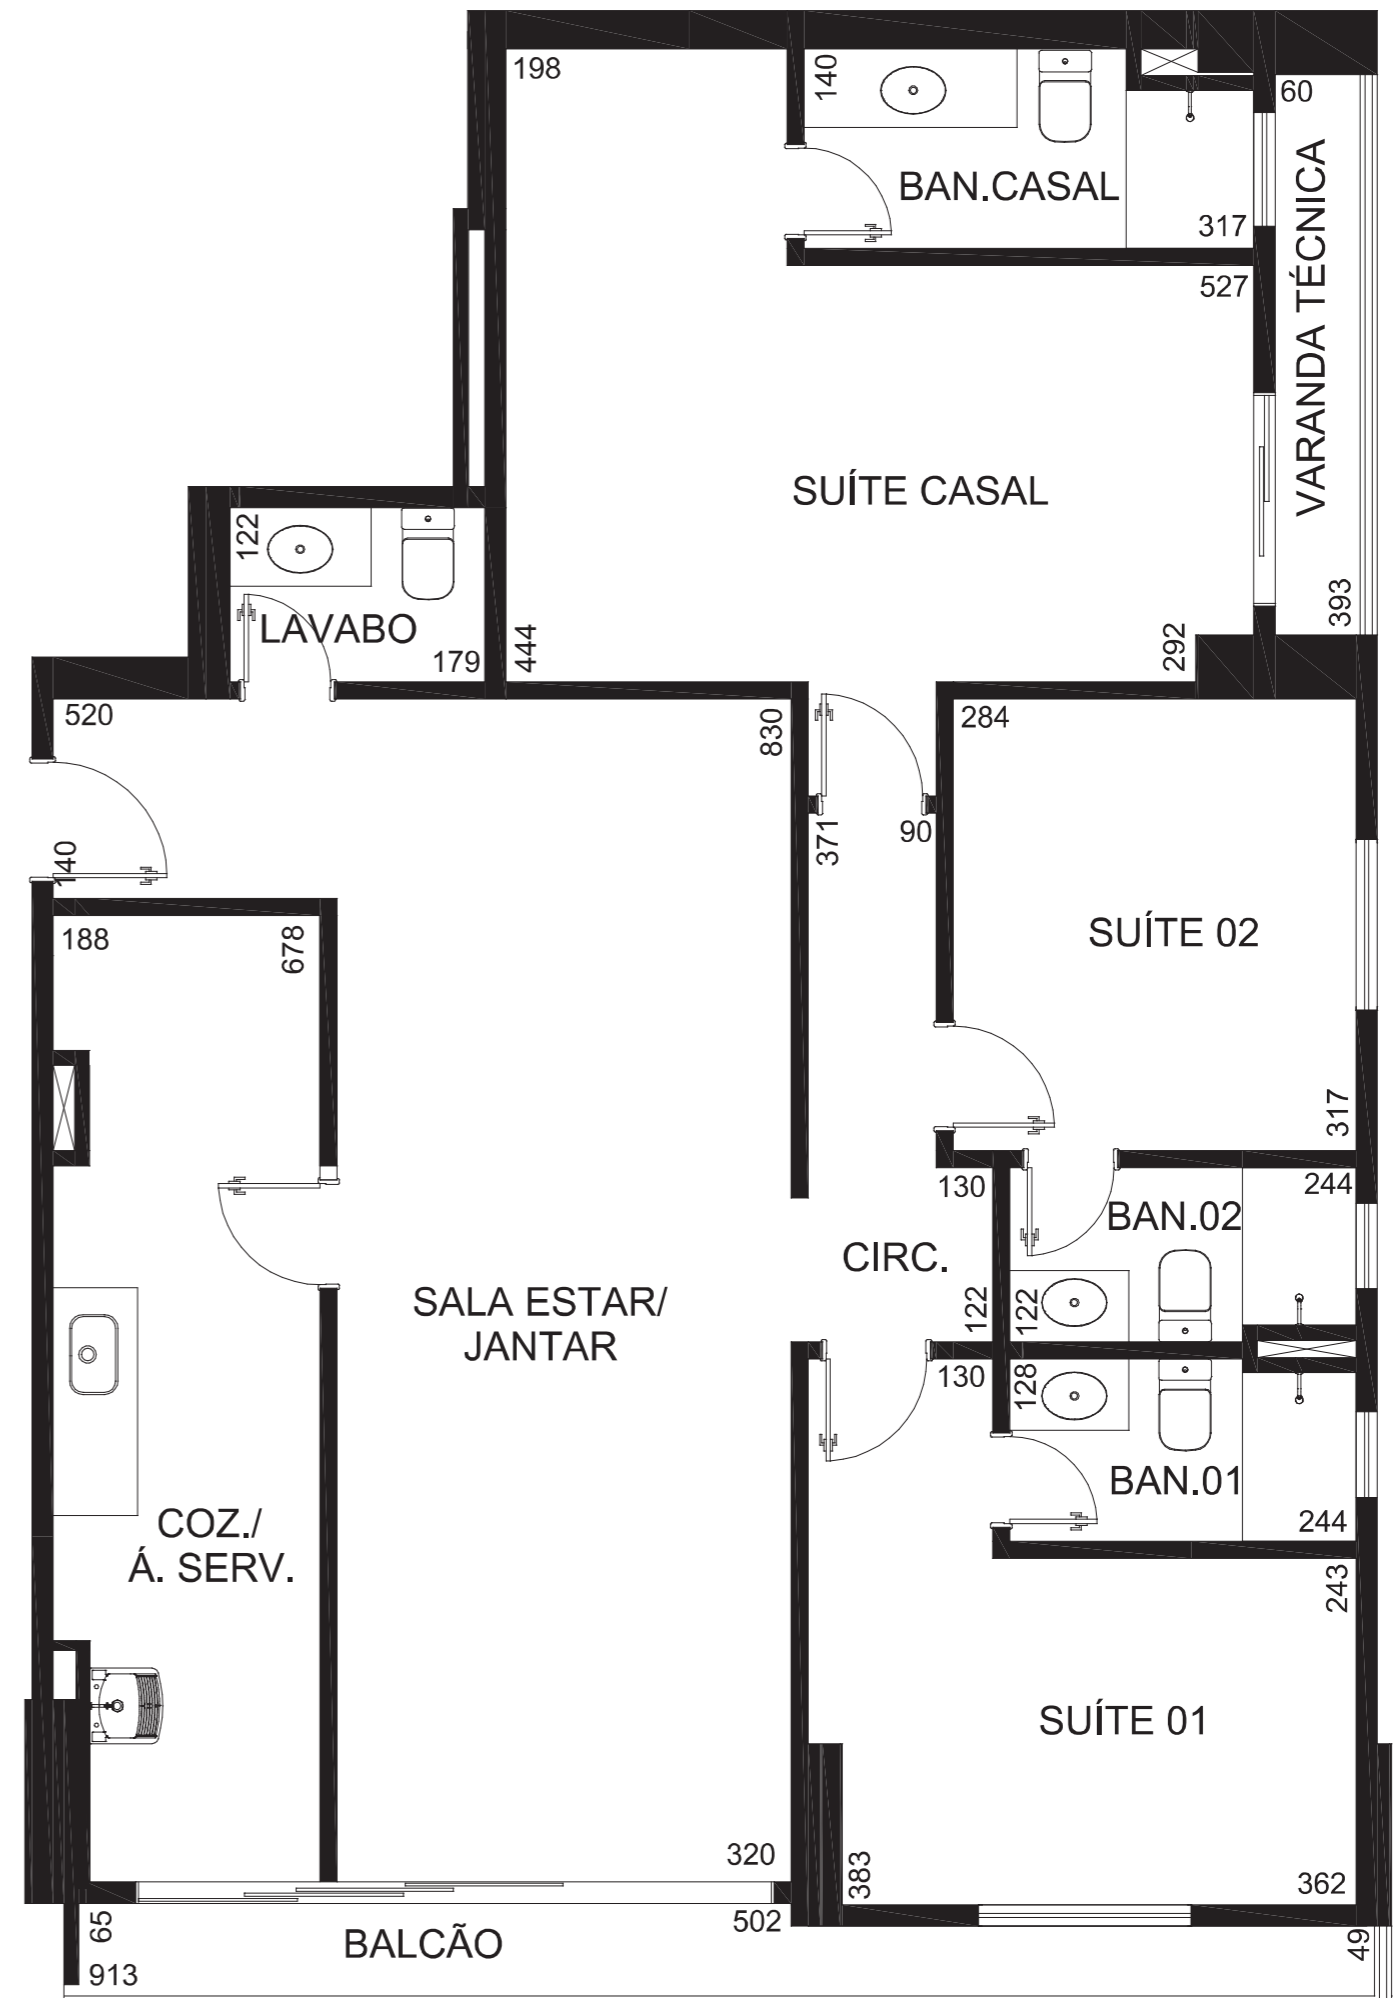 198
140
60
BAN.CASAL
317
VARANDA TÉCNICA
527
SUÍTE CASAL
122
LAVABO
179
444
292
393
520
830
284
371
90
140
188
678
SUÍTE 02
317
130
244
BAN.02
CIRC.
SALA ESTAR/
JANTAR
122
122
130
128
BAN.01
244
COZ./
Á. SERV.
243
SUÍTE 01
320
383
362
65
502
BALCÃO
49
913